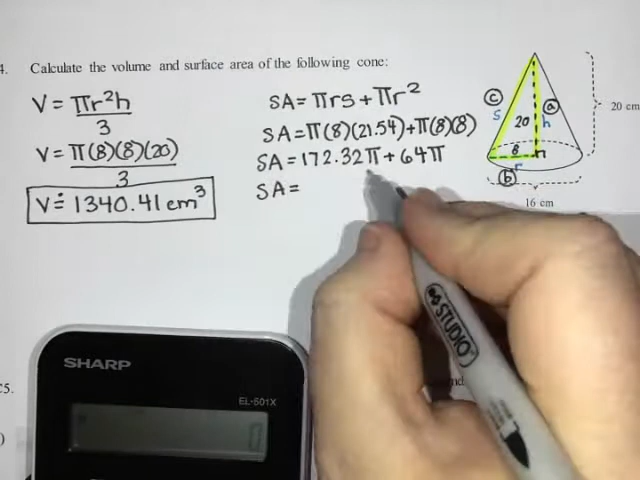 4. Calculate the volume and surface area of the following cone:
V = πr²h
3
V = π(8)(8)(20)
3
V ≐ 1340.41 cm³
SA = πrs + πr²
SA = π(8)(21.54) + π(8)(8)
SA = 172.32π + 64π
SA =
c
s
20
a
h
8
r
b
20 cm
16 cm
SHARP
EL-501X
0
STUDIO
5.
)